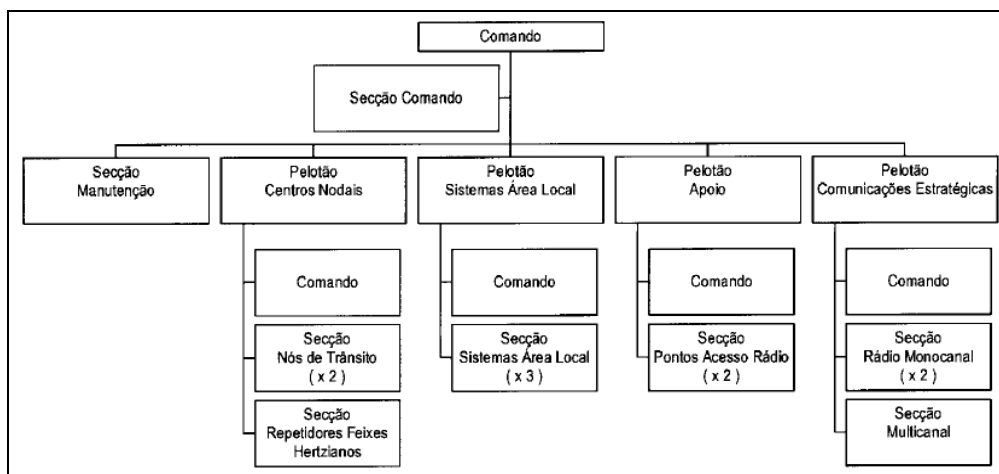 Comando
Secção Comando
Secção
Manutenção
Pelotão
Centros Nodais
Pelotão
Sistemas Área Local
Pelotão
Apoio
Pelotão
Comunicações Estratégicas
Comando
Comando
Comando
Comando
Secção
Nós de Trânsito
( x 2 )
Secção
Sistemas Área Local
( x 3 )
Secção
Pontos Acesso Rádio
( x 2 )
Secção
Rádio Monocanal
( x 2 )
Secção
Repetidores Feixes
Hertzianos
Secção
Multicanal